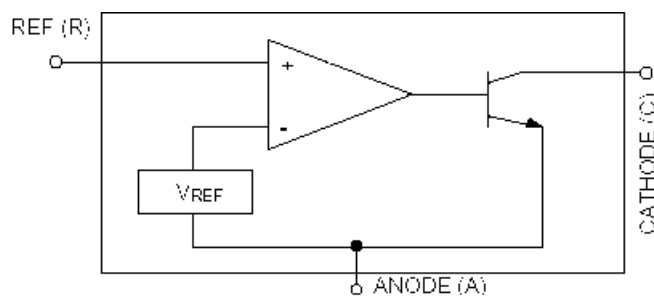 REF (R)
+
-
VREF
CATHODE (C)
ANODE (A)